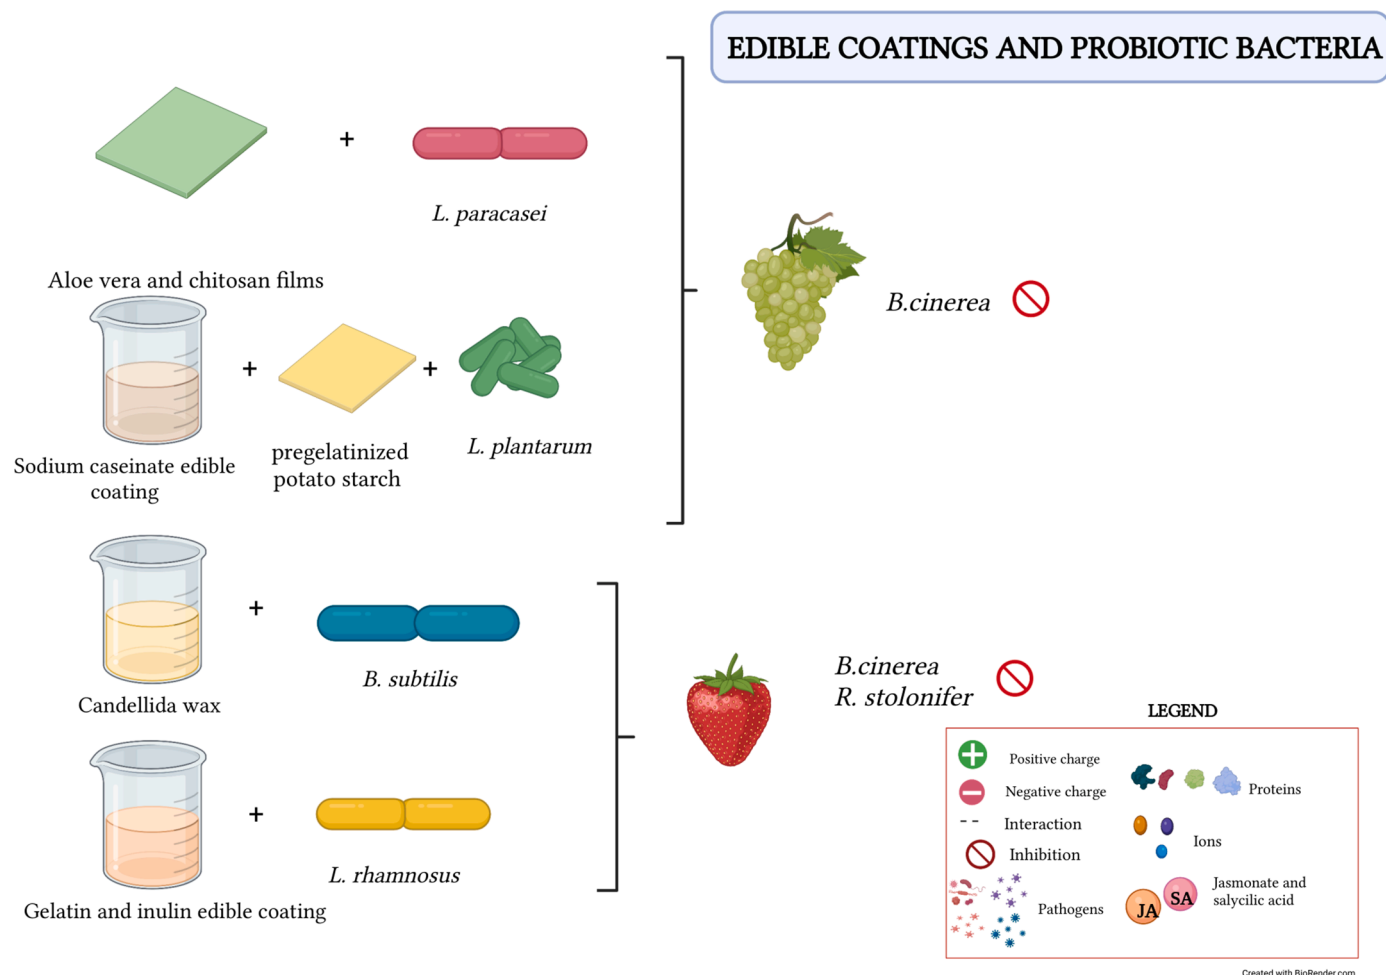 EDIBLE COATINGS AND PROBIOTIC BACTERIA
+
L. paracasei
Aloe vera and chitosan films
B.cinerea
+
+
Sodium caseinate edible
coating
pregelatinized
potato starch
L. plantarum
+
B. subtilis
Candellida wax
B.cinerea
R. stolonifer
+
L. rhamnosus
Gelatin and inulin edible coating
LEGEND
Positive charge
Negative charge
Interaction
Inhibition
Pathogens
Proteins
Ions
JA
SA
Jasmonate and
salycilic acid
Created with BioRender.com